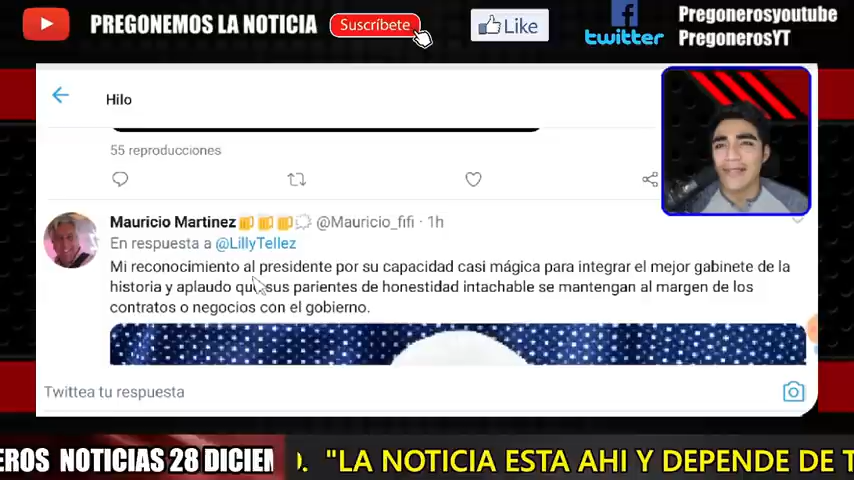 PREGONEMOS LA NOTICIA
Suscríbete
Like
twitter
Pregonerosyoutube
PregonerosYT
Hilo
55 reproducciones
Mauricio Martínez @Mauricio_fifi · 1h
En respuesta a @LillyTellez
Mi reconocimiento al presidente por su capacidad casi mágica para integrar el mejor gabinete de la
historia y aplaudo que sus parientes de honestidad intachable se mantengan al margen de los
contratos o negocios con el gobierno.
Twittea tu respuesta
EROS NOTICIAS 28 DICIEM O. "LA NOTICIA ESTA AHI Y DEPENDE DE T